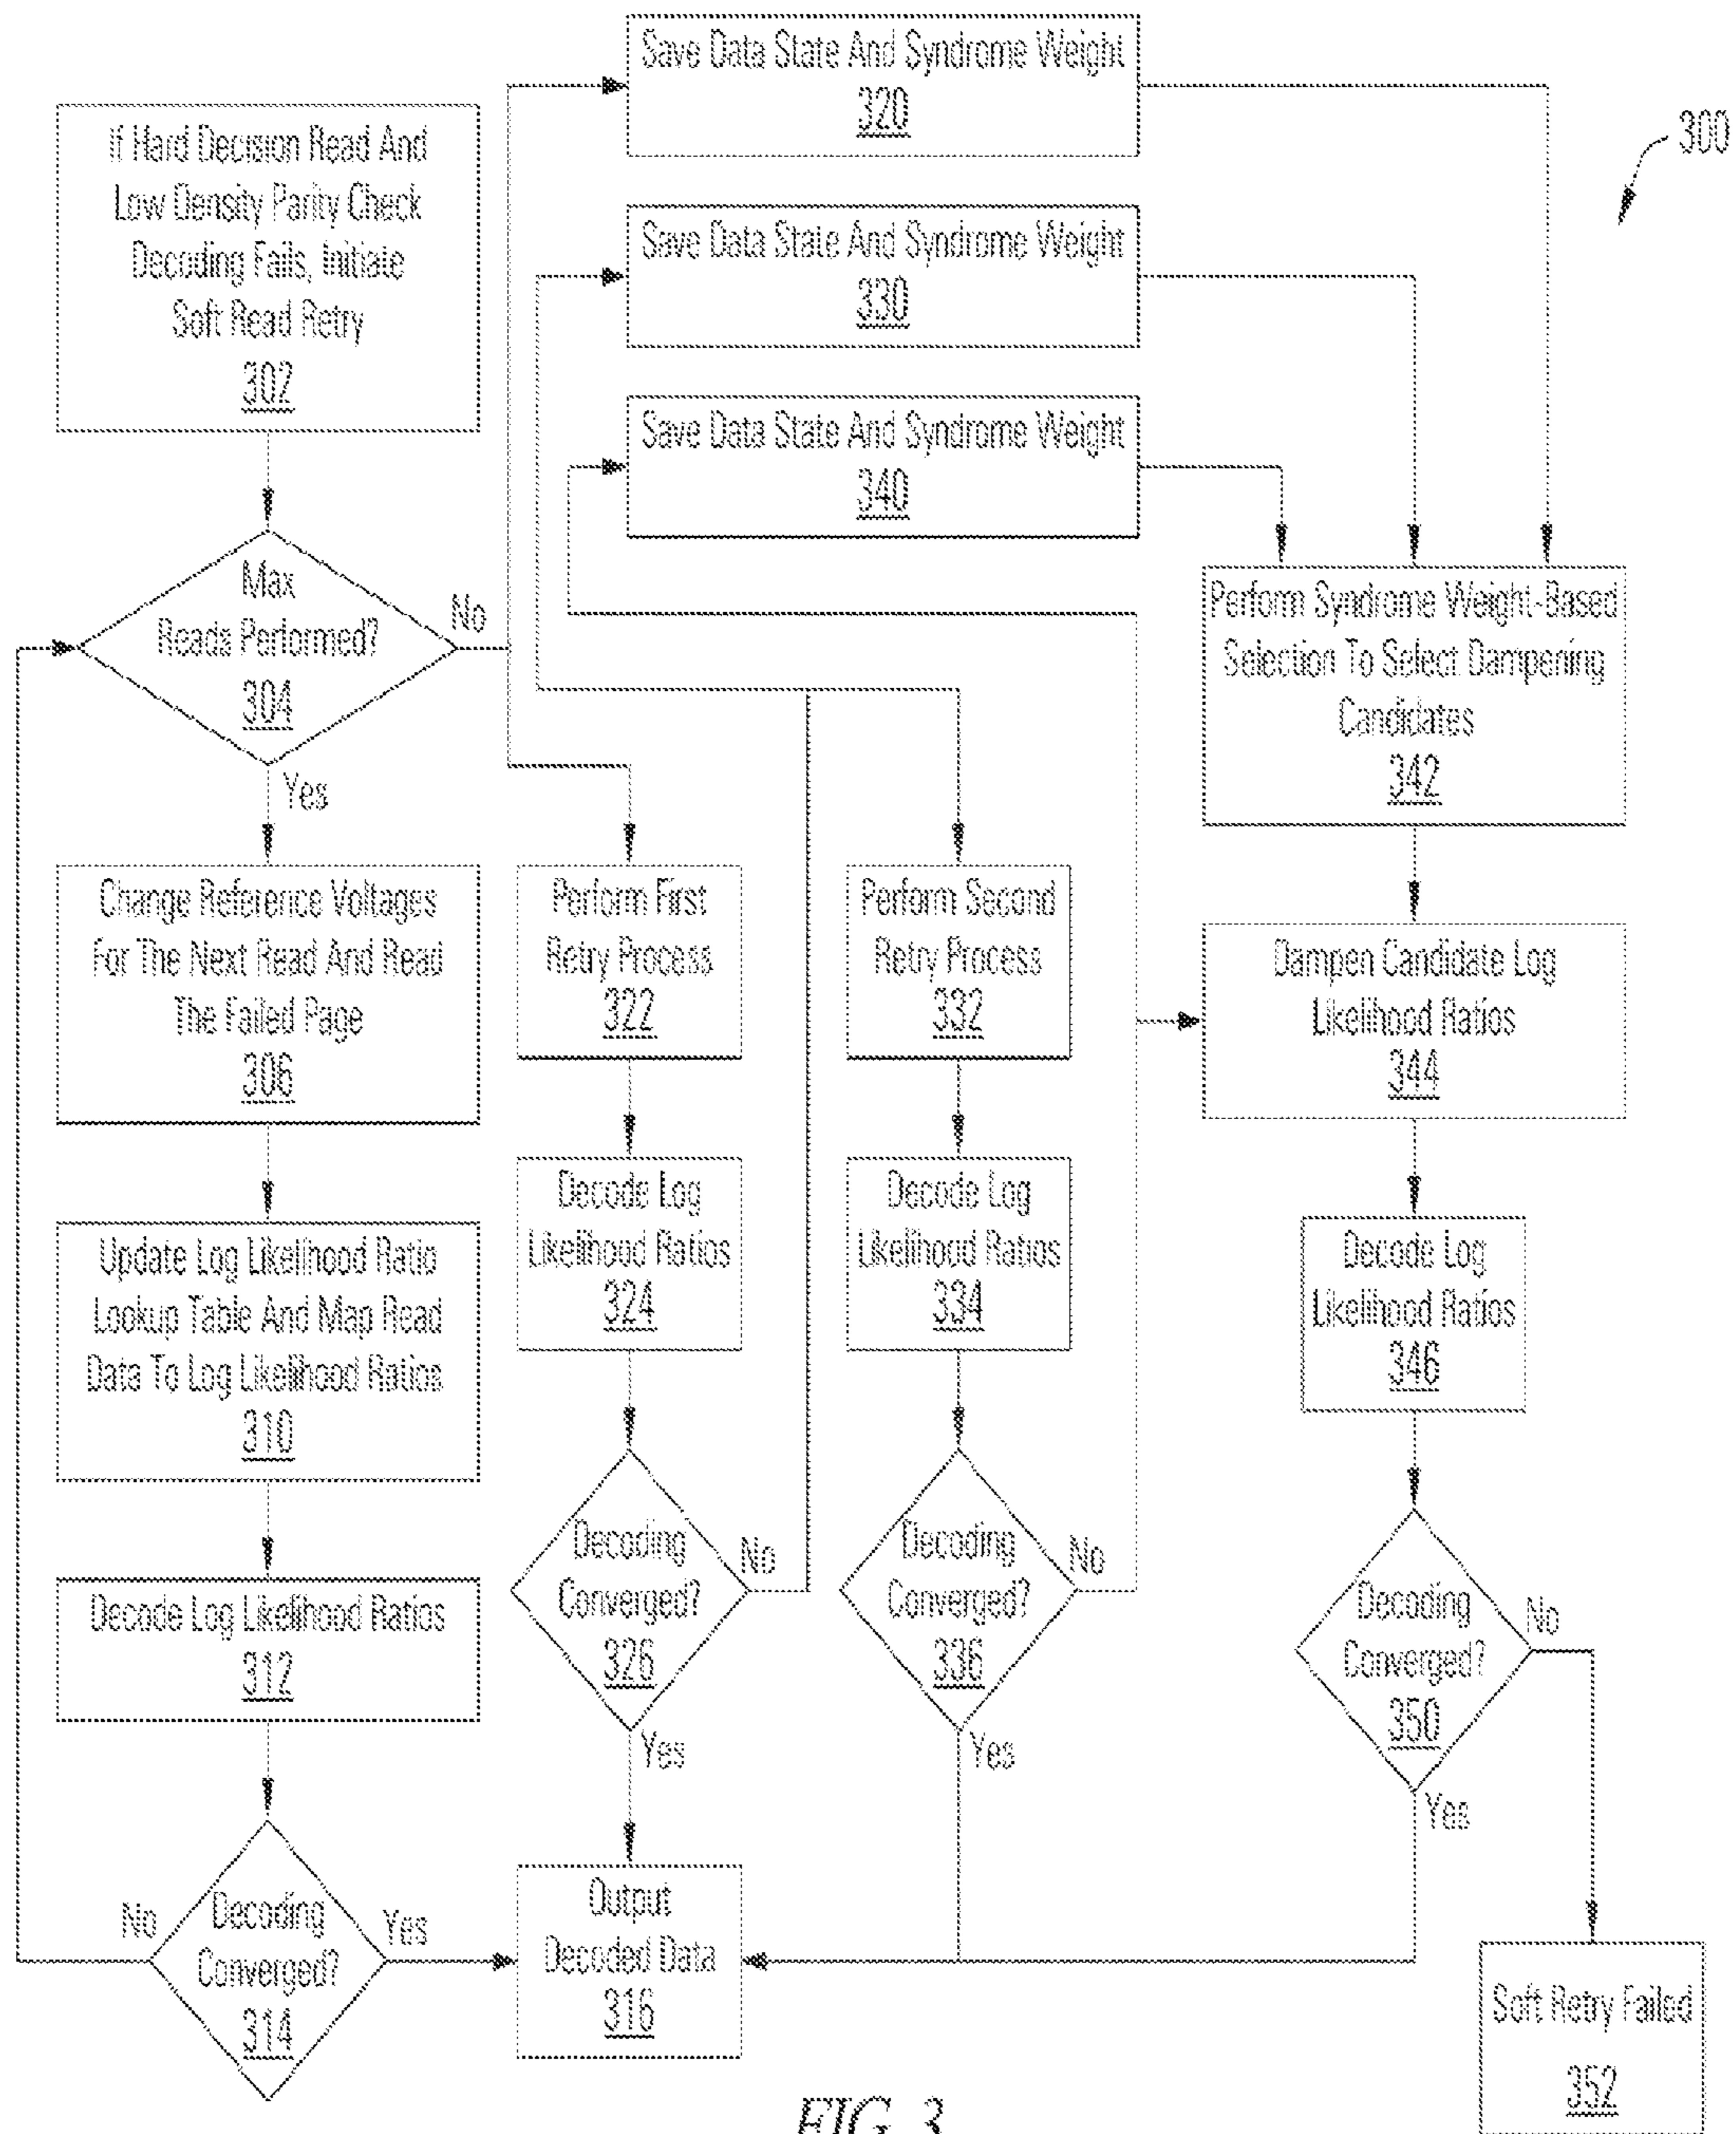 Save Data State And Syndrome Weight
320
300
If Hard Decision Read And
Low Density Parity Check
Decoding Fails, Initiate
Soft Read Retry
302
Save Data State And Syndrome Weight
330
Save Data State And Syndrome Weight
340
Max
Reads Performed?
304
No
Yes
Perform Syndrome Weight-Based
Selection To Select Dampening
Candidates
342
Change Reference Voltages
For The Next Read And Read
The Failed Page
306
Perform First
Retry Process
322
Perform Second
Retry Process
332
Dampen Candidate Log
Likelihood Ratios
344
Update Log Likelihood Ratio
Lookup Table And Map Read
Data To Log Likelihood Ratios
310
Decode Log
Likelihood Ratios
324
Decode Log
Likelihood Ratios
334
Decode Log
Likelihood Ratios
346
Decode Log Likelihood Ratios
312
Decoding
Converged?
326
No
Yes
Decoding
Converged?
336
No
Yes
Decoding
Converged?
350
No
Yes
Decoding
Converged?
314
No
Yes
Output
Decoded Data
316
Soft Retry Failed
352
FIG. 3